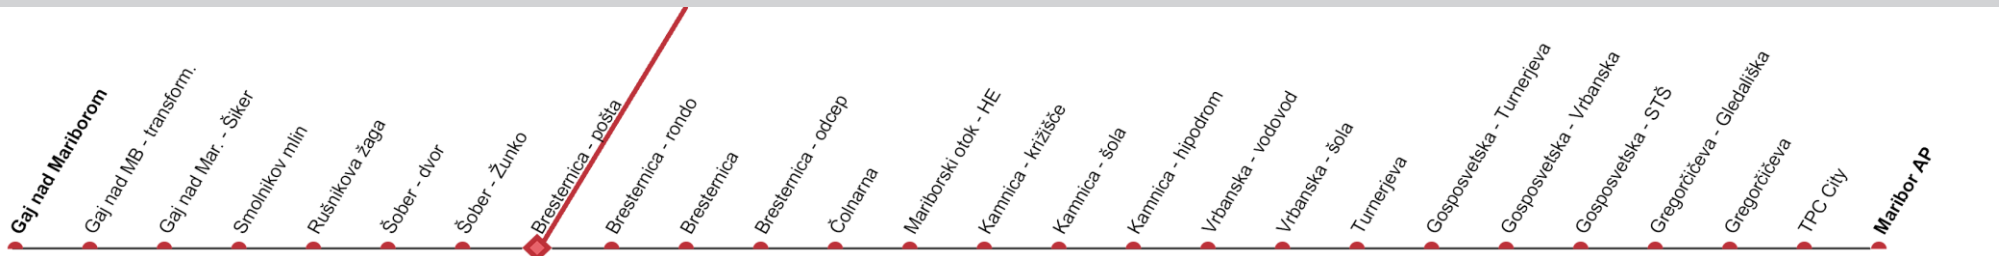 Gaj nad Mariborom
Gaj nad MB - transform.
Gaj nad Mar. - Šiker
Smolnikov mlin
Rušnikova žaga
Šober - dvor
Šober - Žunko
Bresternica - pošta
Bresternica - rondo
Bresternica
Bresternica - odcep
Čolnarna
Mariborski otok - HE
Kamnica - križišče
Kamnica - šola
Kamnica - hipodrom
Vrbanska - vodovod
Vrbanska - šola
Turnerjeva
Gosposvetska - Turnerjeva
Gosposvetska - Vrbanska
Gosposvetska - STŠ
Gregorčičeva - Gledališka
Gregorčičeva
TPC City
Maribor AP